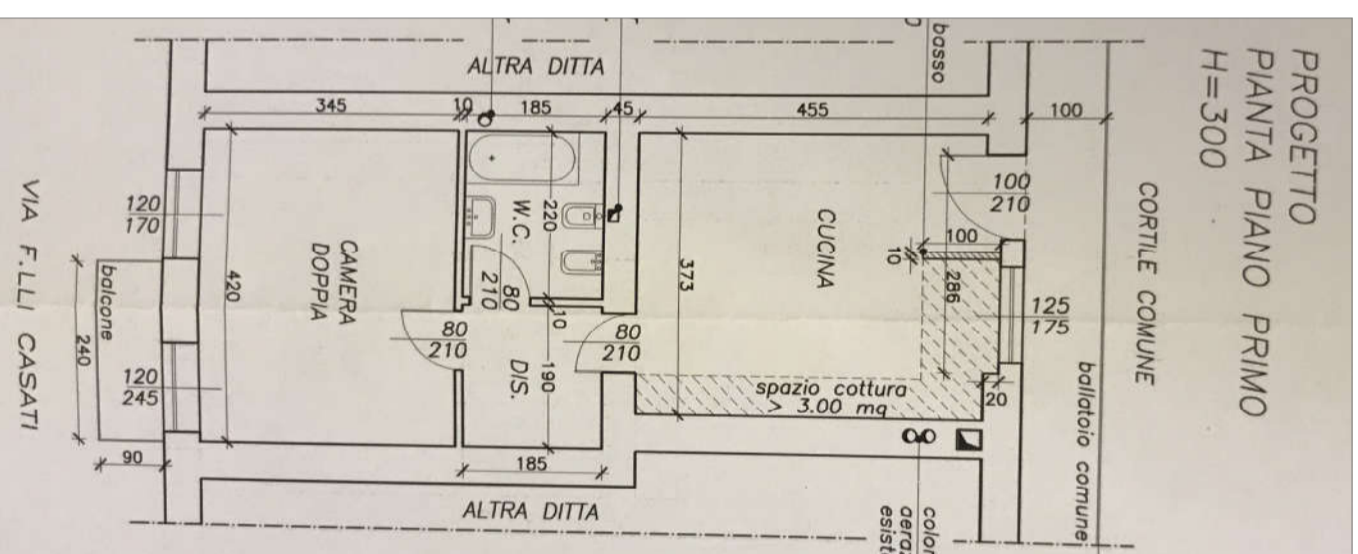 PROGETTO
PIANTA PIANO PRIMO
H=300
CORTILE COMUNE
ballatoio comune
ALTRA DITTA
345
10
185
45
455
100
basso
100
210
100
10
286
125
175
20
CUCINA
373
spazio cottura
> 3.00 mq
W.C.
220
80
210
10
80
210
DIS.
190
185
80
210
CAMERA
DOPPIA
420
120
170
120
245
balcone
240
90
VIA F.LLI CASATI
ALTRA DITTA